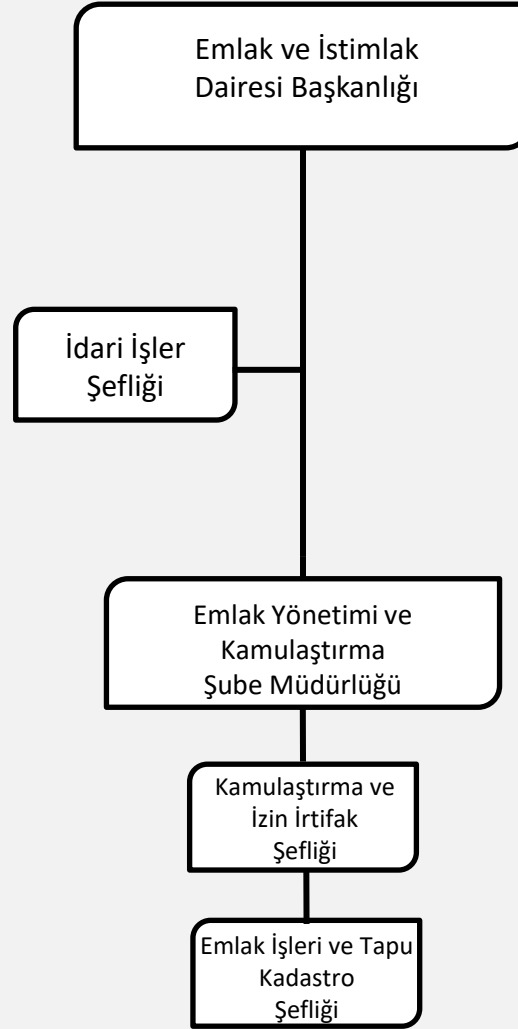 Emlak ve İstimlak
Dairesi Başkanlığı
İdari İşler
Şefliği
Emlak Yönetimi ve
Kamulaştırma
Şube Müdürlüğü
Kamulaştırma ve
İzin İrtifak
Şefliği
Emlak İşleri ve Tapu
Kadastro
Şefliği